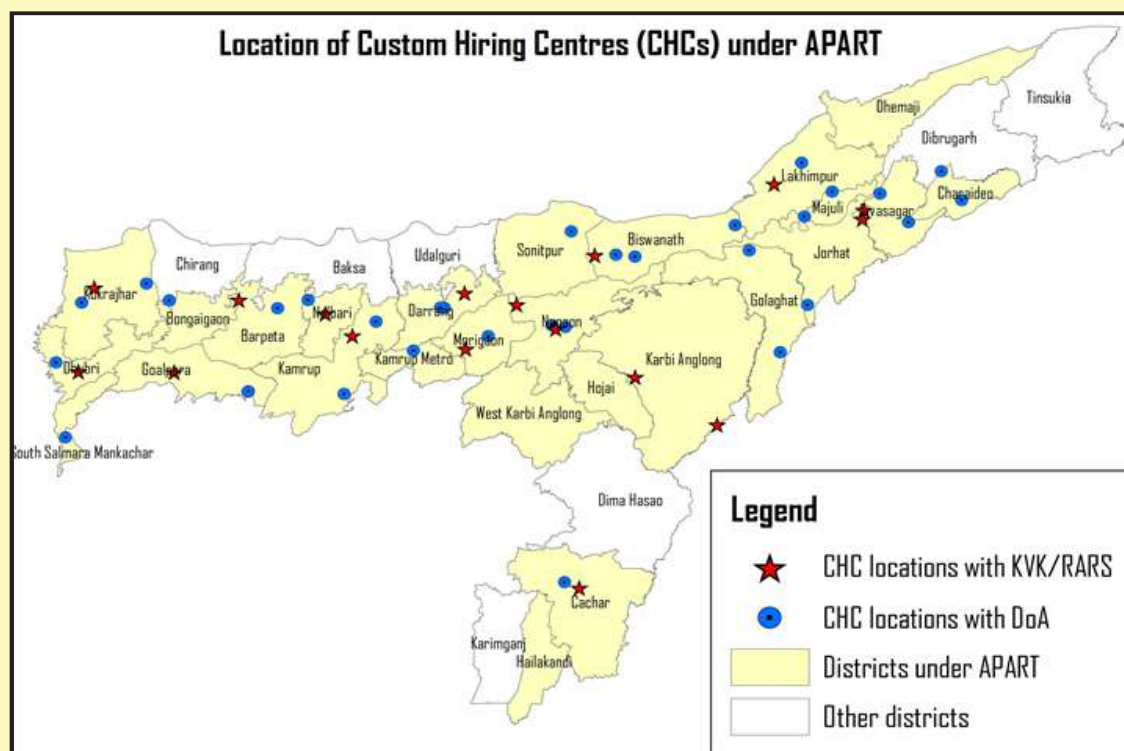 Location of Custom Hiring Centres (CHCs) under APART
Tinsukia
Dhemaji
Dibrugarh
Lakhimpur
Charaideo
Majuli
Sivasagar
Biswanath
Sonitpur
Jorhat
Udalguri
Chirang
Baksa
Kokrajhar
Golaghat
Bongaigaon
Nalbari
Darrang
Nagaon
Barpeta
Morigaon
Kamrup Metro
Karbi Anglong
Dhubri
Goalpara
Kamrup
Hojai
West Karbi Anglong
South Salmara Mankachar
Dima Hasao
Cachar
Karimganj
Hailakandi
Legend
CHC locations with KVK/RARS
CHC locations with DoA
Districts under APART
Other districts